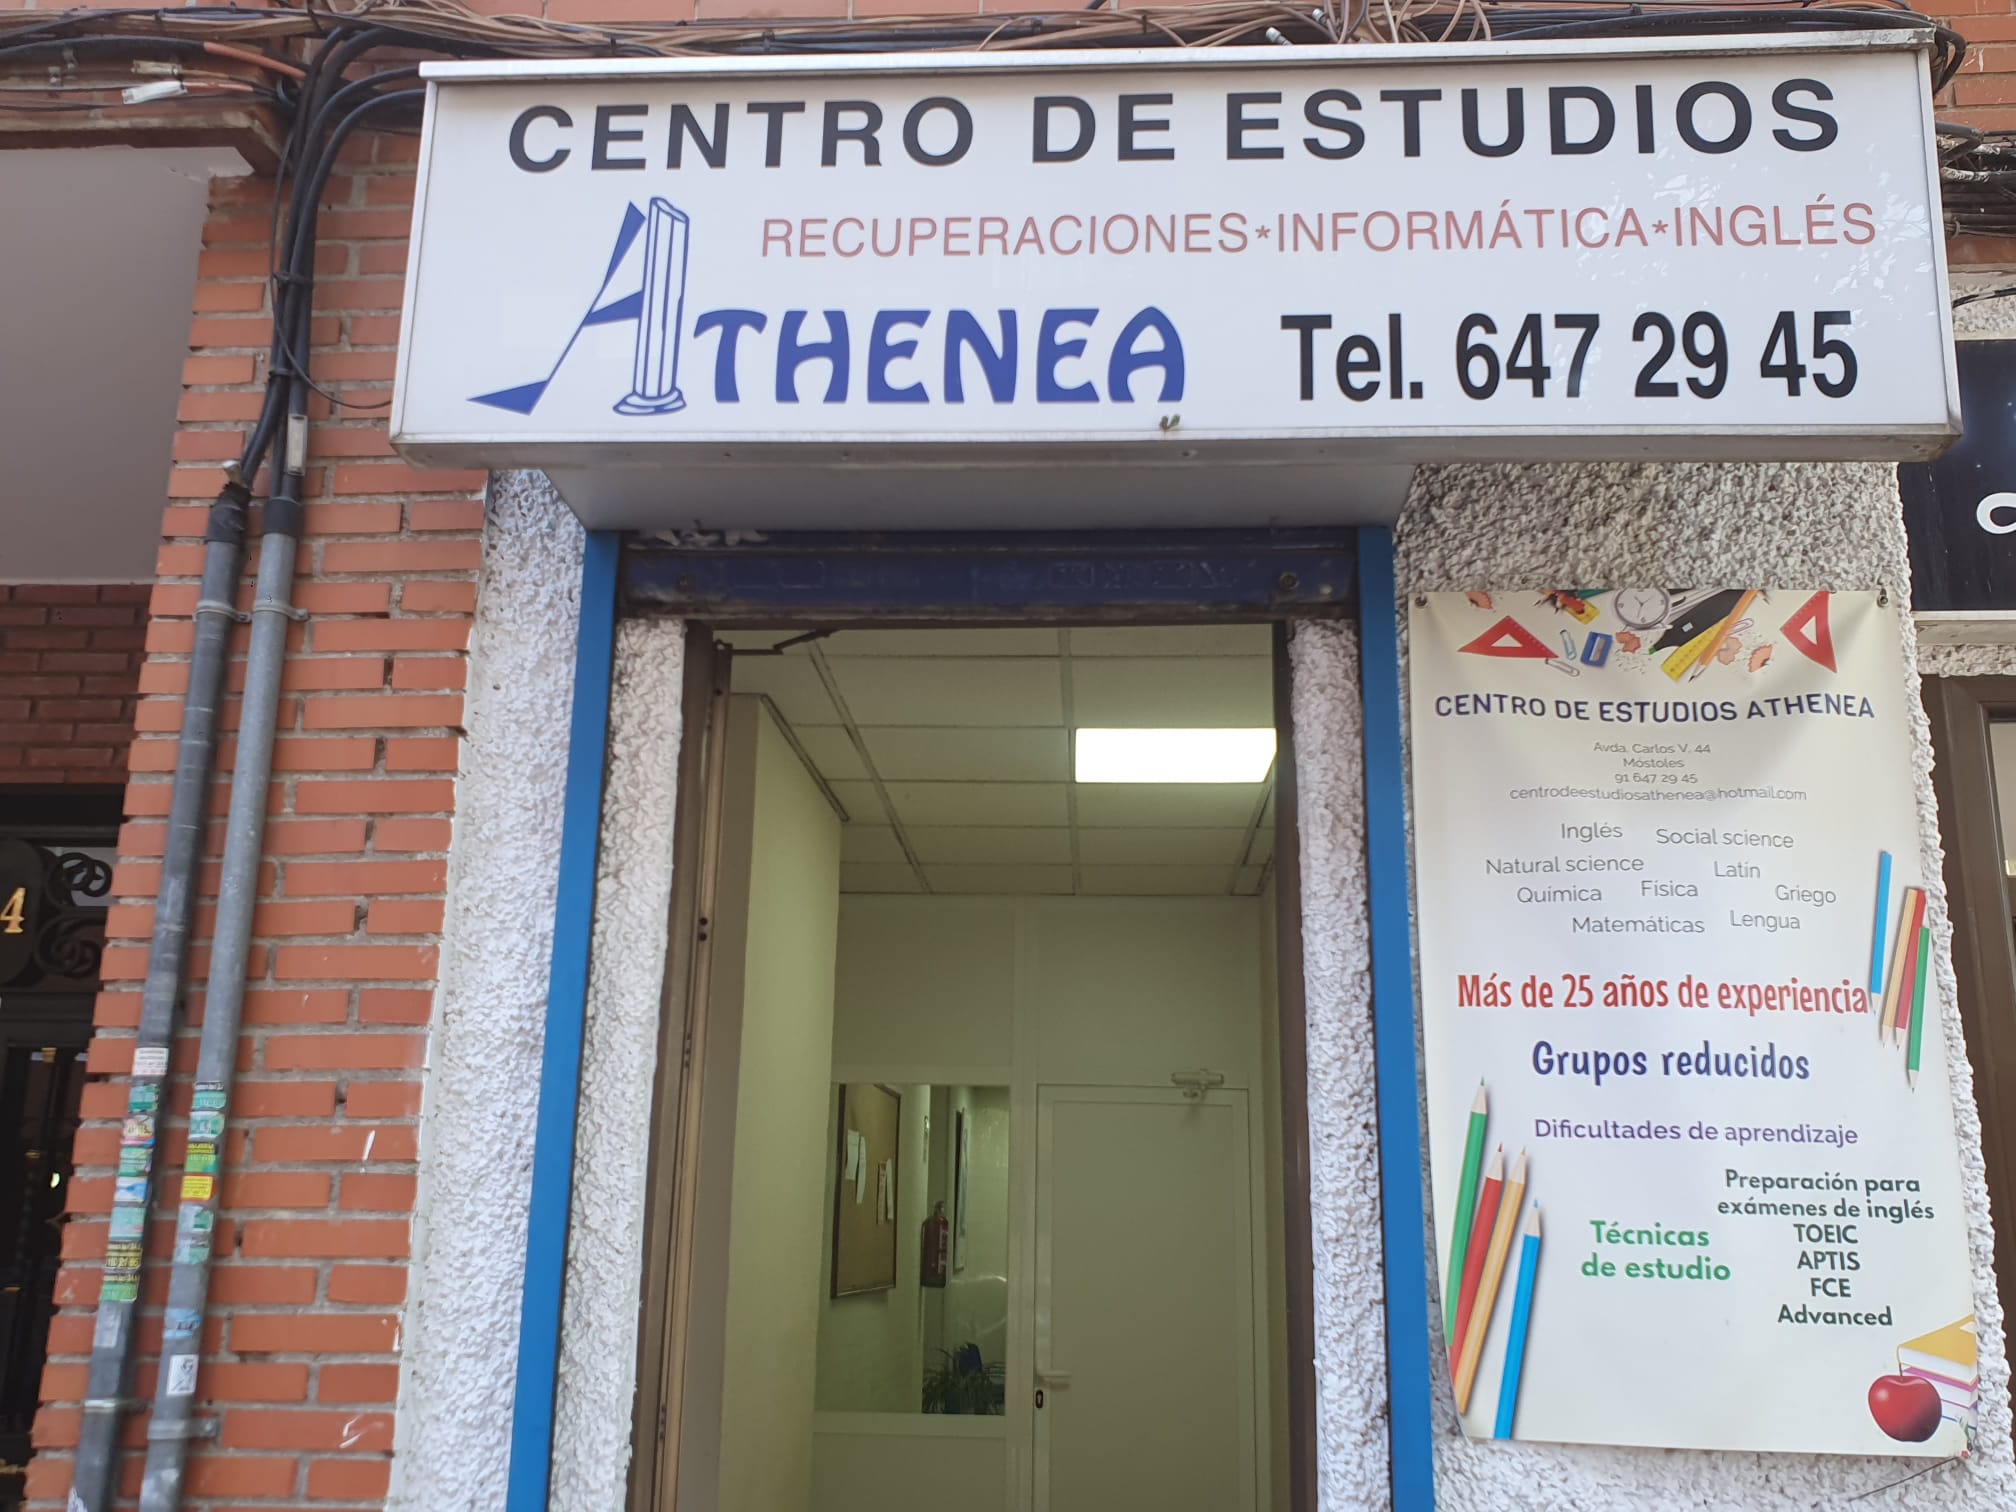 CENTRO DE ESTUDIOS
RECUPERACIONES*INFORMÁTICA*INGLÉS
ATHENEA Tel. 647 29 45
CENTRO DE ESTUDIOS ATHENEA
Avda. Carlos V, 44
Móstoles
91 647 29 45
centrodeestudiosathenea@hotmail.com
Inglés Social science
Natural science Latín
Química Física Griego
Matemáticas Lengua
Más de 25 años de experiencia
Grupos reducidos
Dificultades de aprendizaje
Preparación para
exámenes de inglés
TOEIC
APTIS
FCE
Advanced
Técnicas
de estudio
4
C